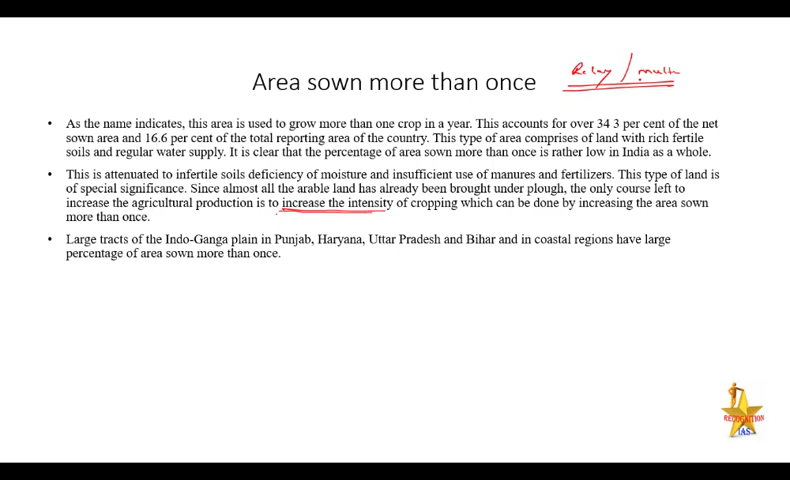 Area sown more than once
Relay / multi
• As the name indicates, this area is used to grow more than one crop in a year. This accounts for over 34 3 per cent of the net
sown area and 16.6 per cent of the total reporting area of the country. This type of area comprises of land with rich fertile
soils and regular water supply. It is clear that the percentage of area sown more than once is rather low in India as a whole.
• This is attenuated to infertile soils deficiency of moisture and insufficient use of manures and fertilizers. This type of land is
of special significance. Since almost all the arable land has already been brought under plough, the only course left to
increase the agricultural production is to increase the intensity of cropping which can be done by increasing the area sown
more than once.
• Large tracts of the Indo-Ganga plain in Punjab, Haryana, Uttar Pradesh and Bihar and in coastal regions have large
percentage of area sown more than once.
RECOGNITION
IAS